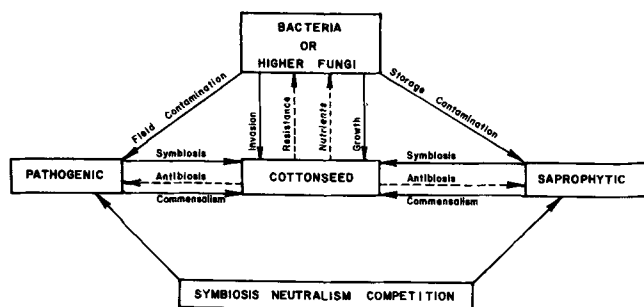 BACTERIA
OR
HIGHER FUNGI
Field Contamination
Invasion
Resistance
Nutrients
Growth
Storage Contamination
Symbiosis
Symbiosis
PATHOGENIC
Antibiosis
COTTONSEED
Antibiosis
SAPROPHYTIC
Commensalism
Commensalism
SYMBIOSIS NEUTRALISM COMPETITION